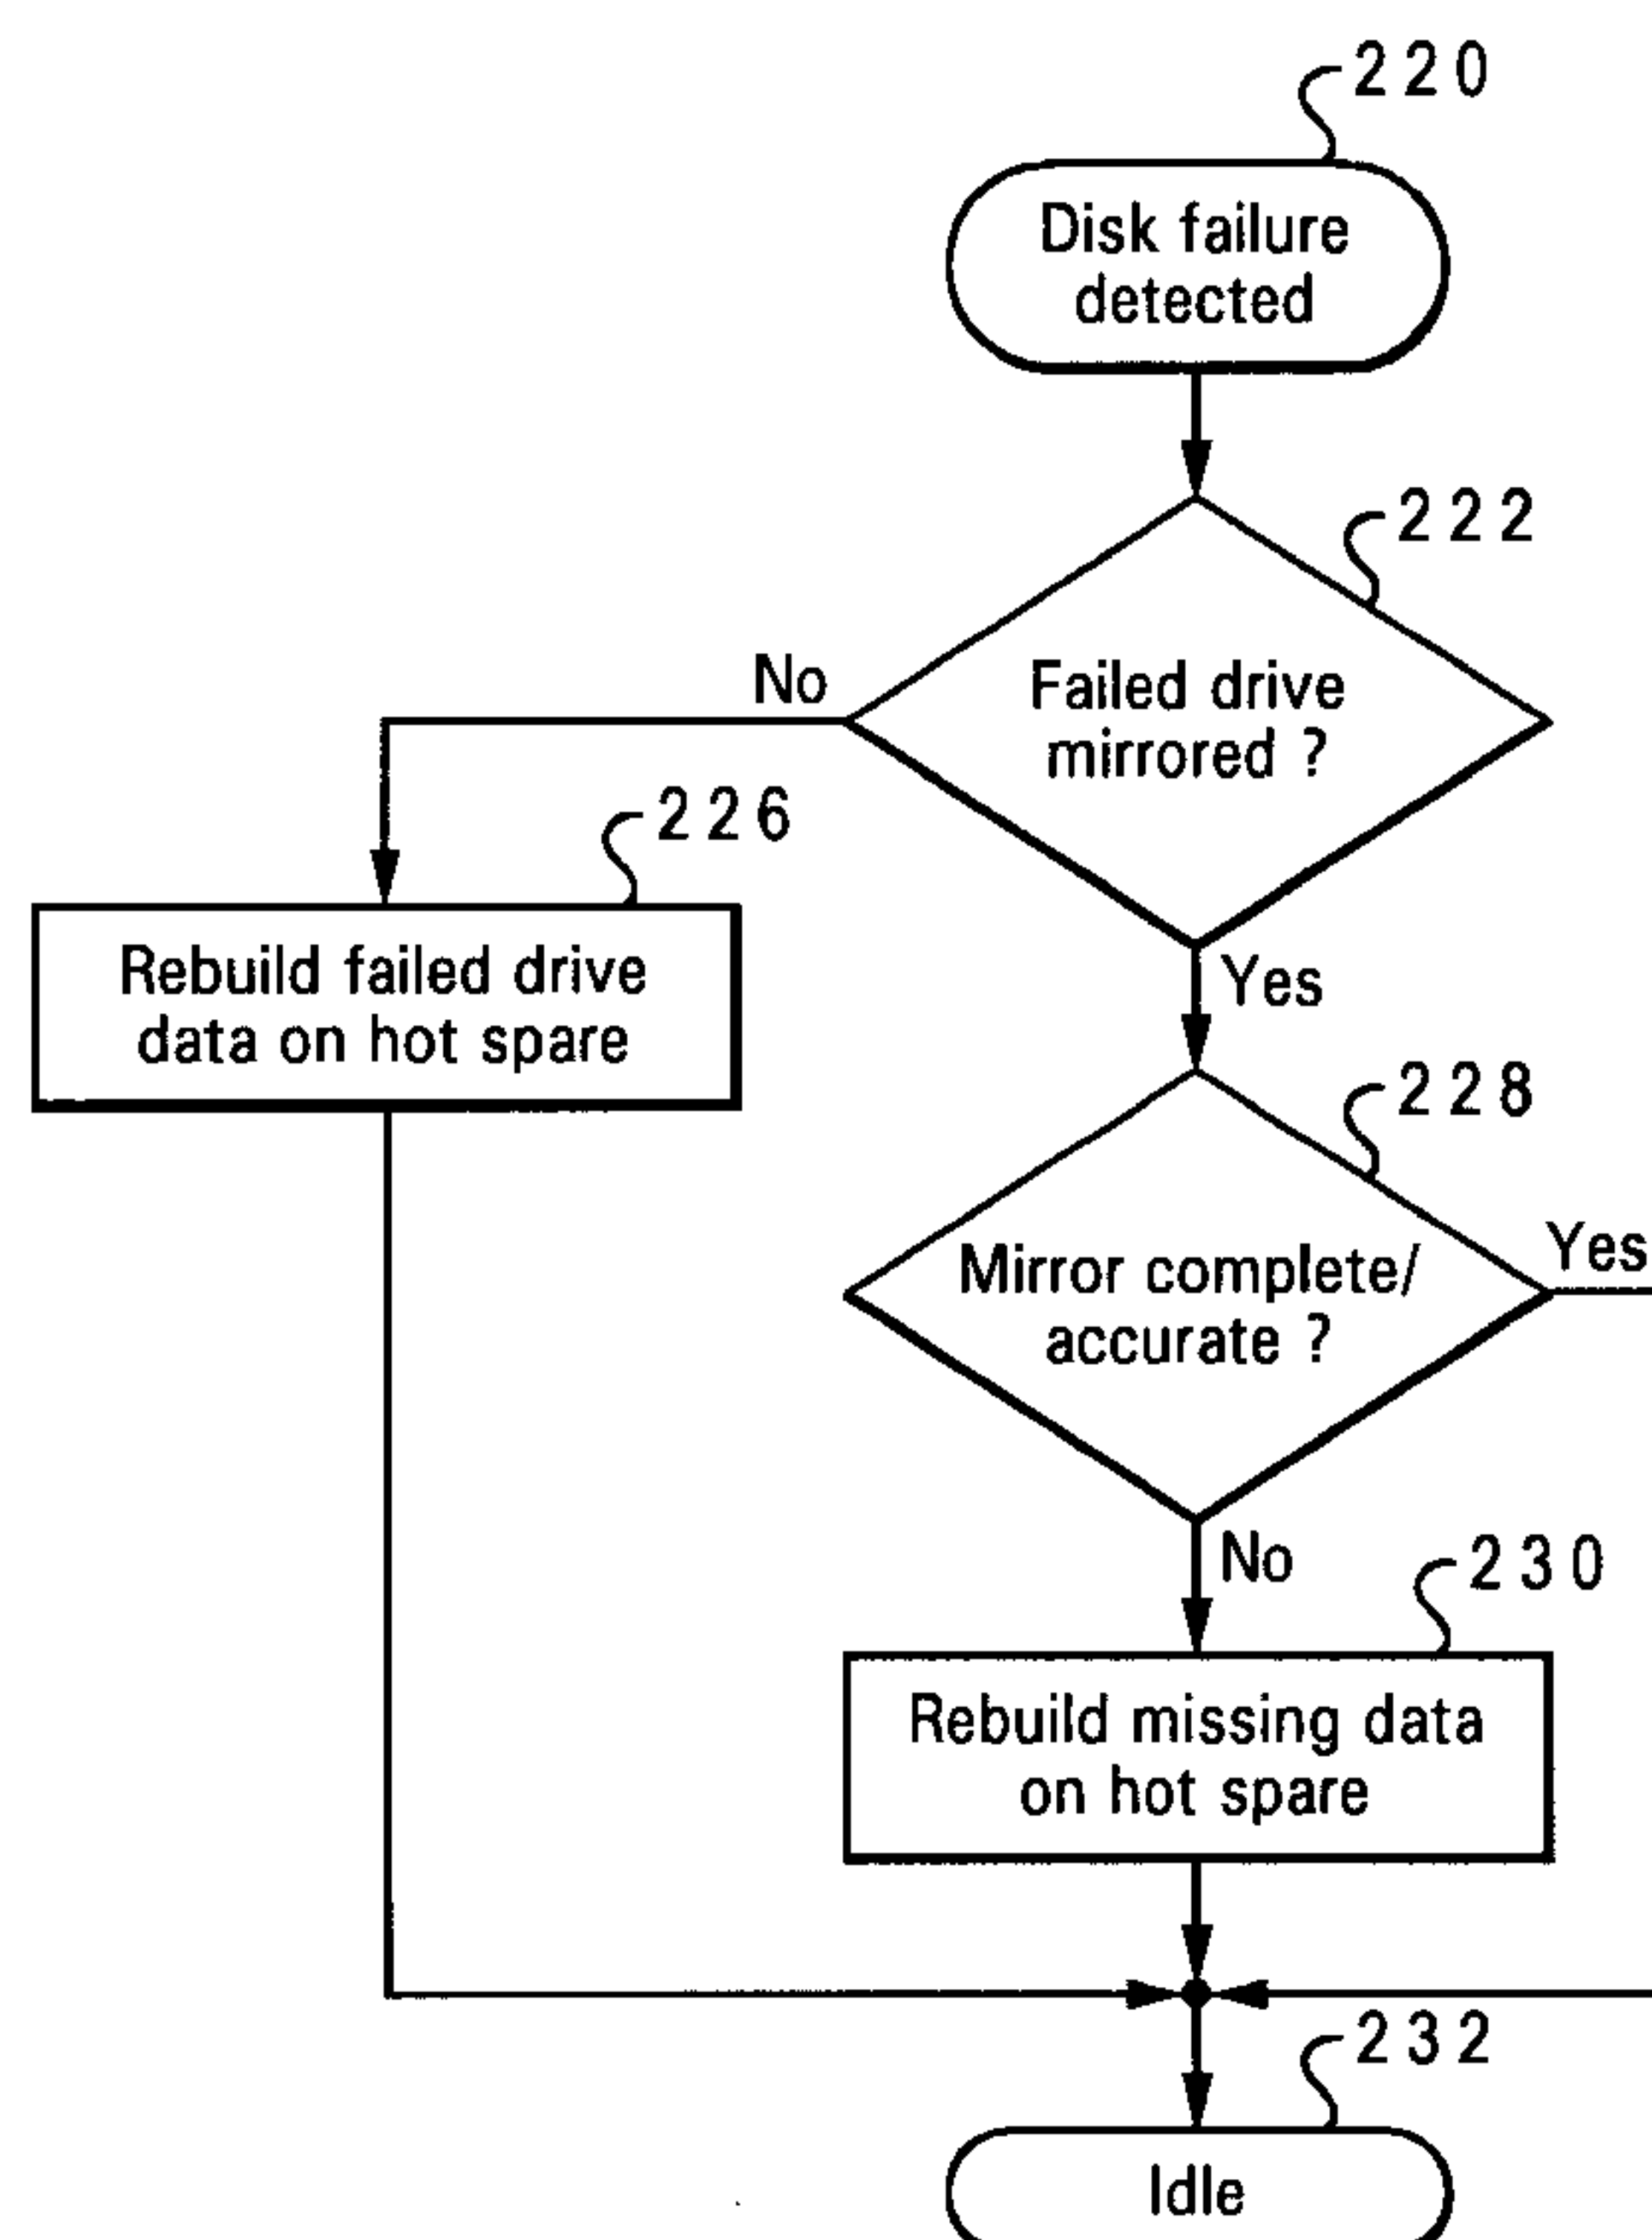 220
Disk failure
detected
222
Failed drive
mirrored ?
No
226
Rebuild failed drive
data on hot spare
Yes
228
Mirror complete/
accurate ?
Yes
No
230
Rebuild missing data
on hot spare
232
Idle